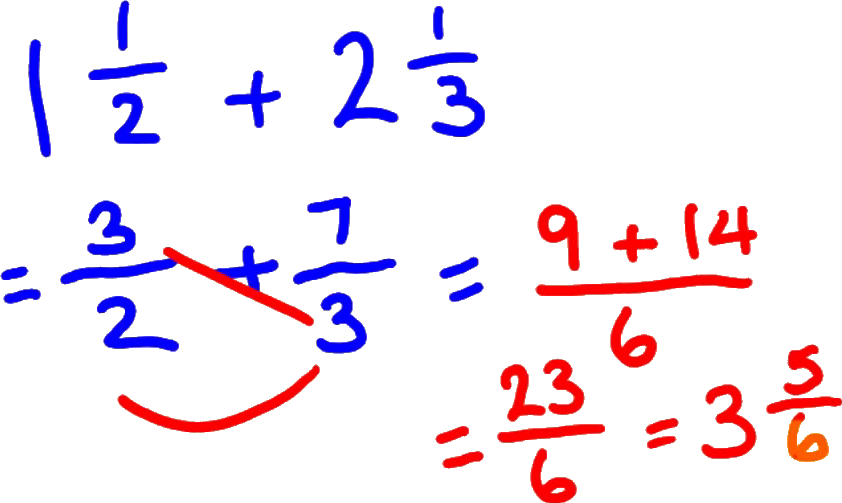 1 1/2 + 2 1/3
= 3/2 + 7/3 = (9 + 14)/6
= 23/6 = 3 5/6